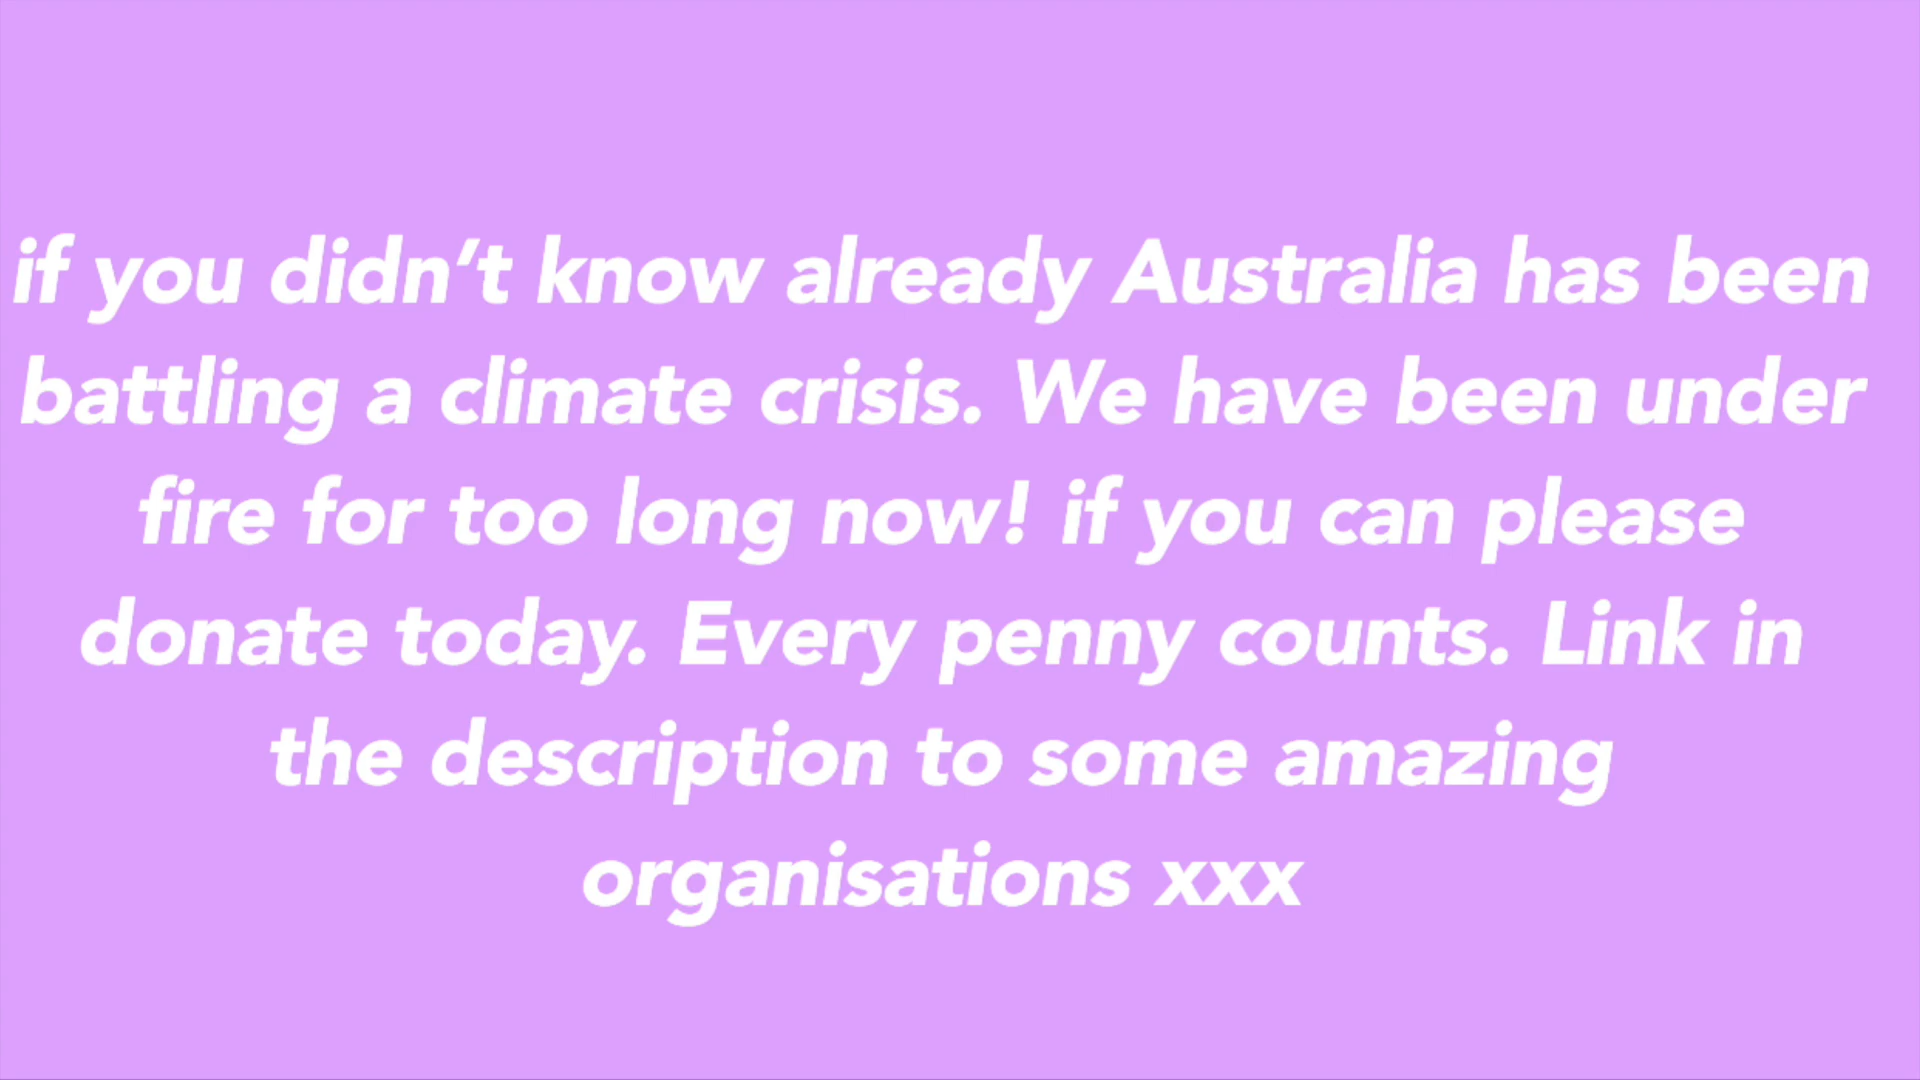 if you didn’t know already Australia has been
battling a climate crisis. We have been under
fire for too long now! if you can please
donate today. Every penny counts. Link in
the description to some amazing
organisations xxx